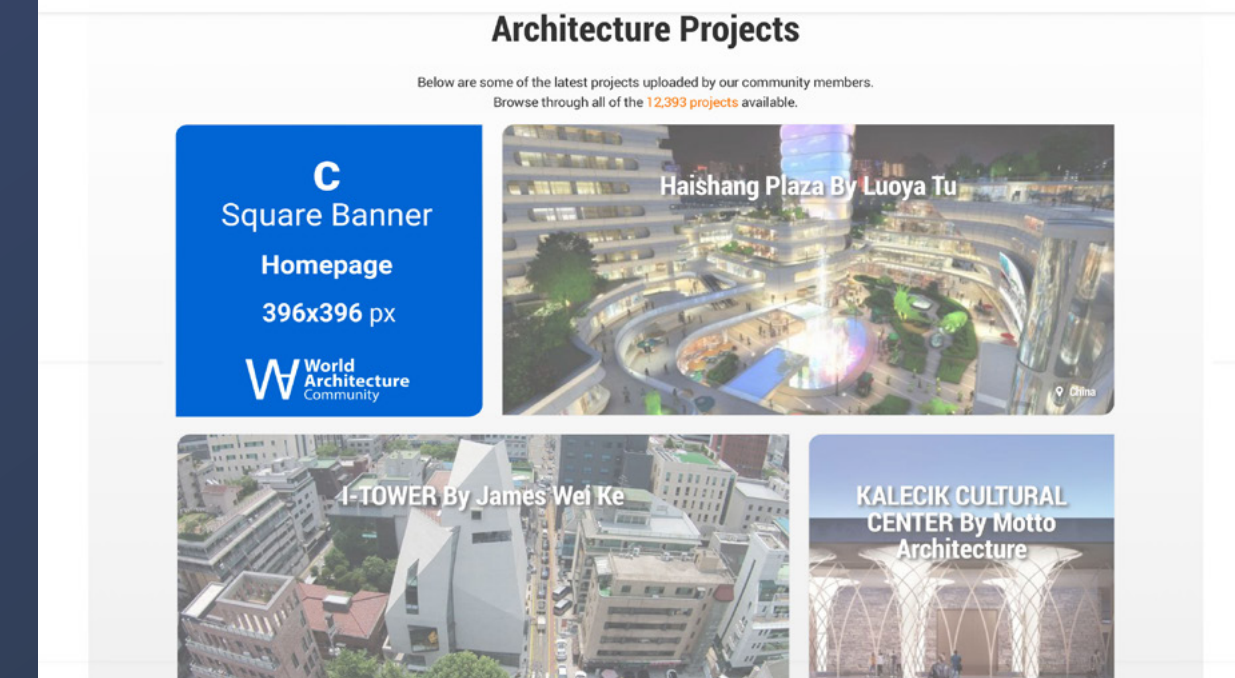 Architecture Projects
Below are some of the latest projects uploaded by our community members.
Browse through all of the 12,393 projects available.
C
Square Banner
Homepage
396x396 px
World
Architecture
Community
Haishang Plaza By Luoya Tu
China
I-TOWER By James Wei Ke
KALECIK CULTURAL
CENTER By Motto
Architecture